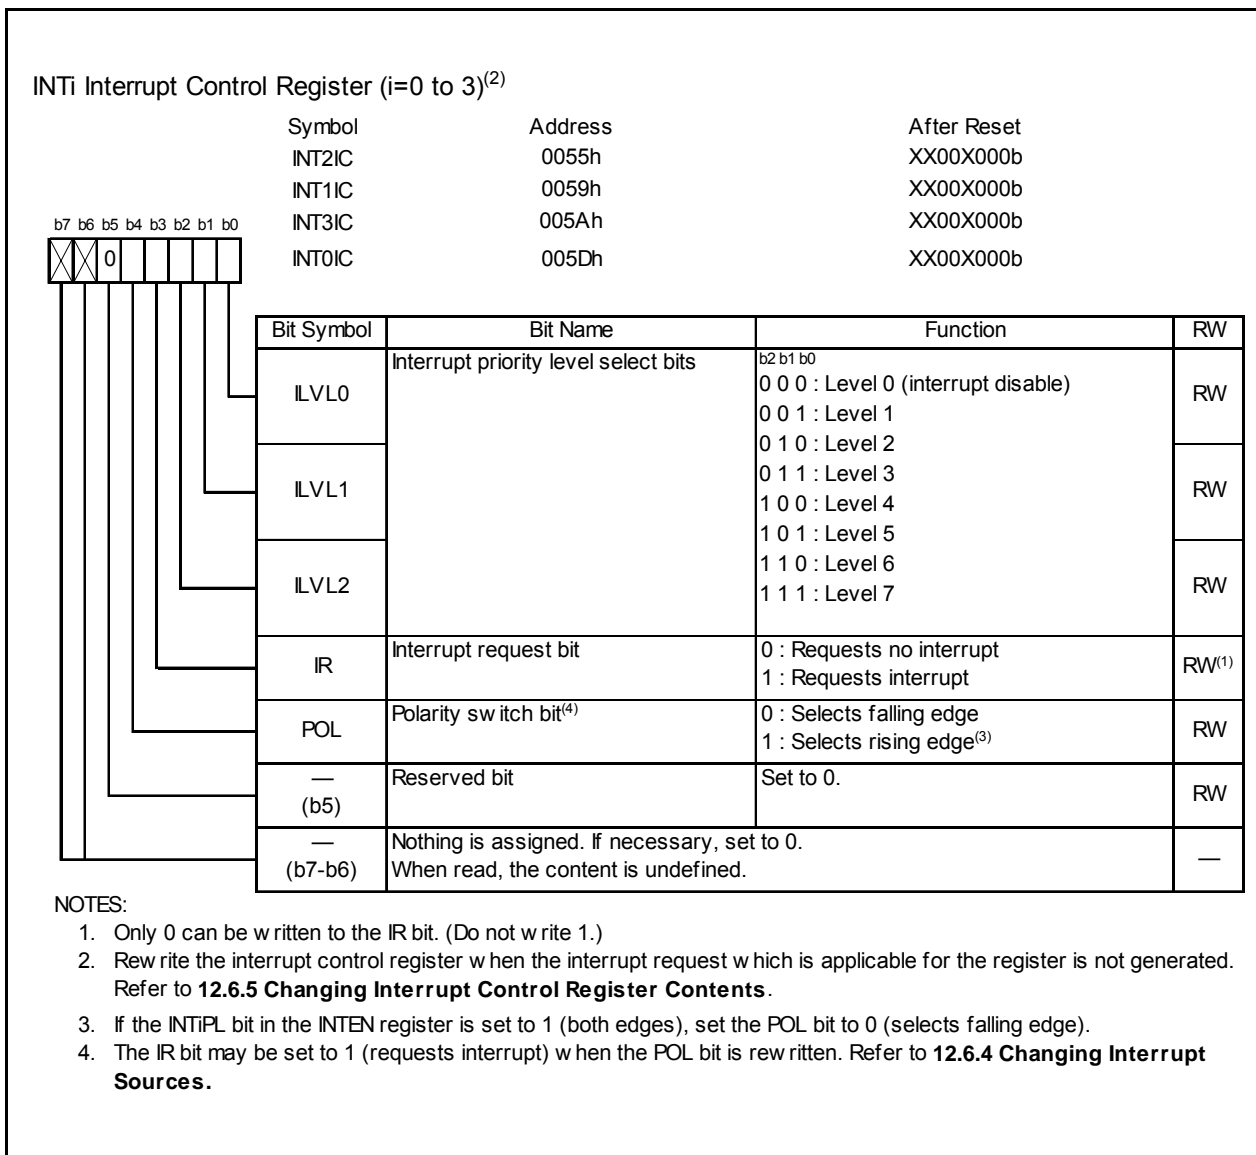 INTi Interrupt Control Register (i=0 to 3)(2)
Symbol Address After Reset
INT2IC 0055h XX00X000b
INT1IC 0059h XX00X000b
INT3IC 005Ah XX00X000b
INT0IC 005Dh XX00X000b
b7 b6 b5 b4 b3 b2 b1 b0
0
Bit Symbol Bit Name Function RW
ILVL0 Interrupt priority level select bits b2 b1 b0
0 0 0 : Level 0 (interrupt disable) RW
0 0 1 : Level 1
0 1 0 : Level 2
ILVL1 0 1 1 : Level 3 RW
1 0 0 : Level 4
1 0 1 : Level 5
ILVL2 1 1 0 : Level 6 RW
1 1 1 : Level 7
IR Interrupt request bit 0 : Requests no interrupt RW(1)
1 : Requests interrupt
POL Polarity switch bit(4) 0 : Selects falling edge RW
1 : Selects rising edge(3)
— Reserved bit Set to 0. RW
(b5)
— Nothing is assigned. If necessary, set to 0. —
(b7-b6) When read, the content is undefined.
NOTES:
1. Only 0 can be written to the IR bit. (Do not write 1.)
2. Rewrite the interrupt control register when the interrupt request which is applicable for the register is not generated.
Refer to 12.6.5 Changing Interrupt Control Register Contents.
3. If the INTiPL bit in the INTEN register is set to 1 (both edges), set the POL bit to 0 (selects falling edge).
4. The IR bit may be set to 1 (requests interrupt) when the POL bit is rewritten. Refer to 12.6.4 Changing Interrupt
Sources.